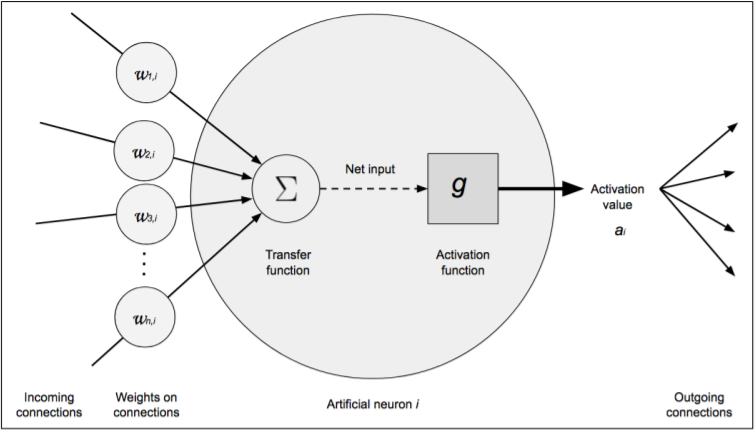 w1,i
w2,i
w3,i
wn,i
Σ
Net input
g
Transfer
function
Activation
function
Activation
value
ai
Incoming
connections
Weights on
connections
Artificial neuron i
Outgoing
connections